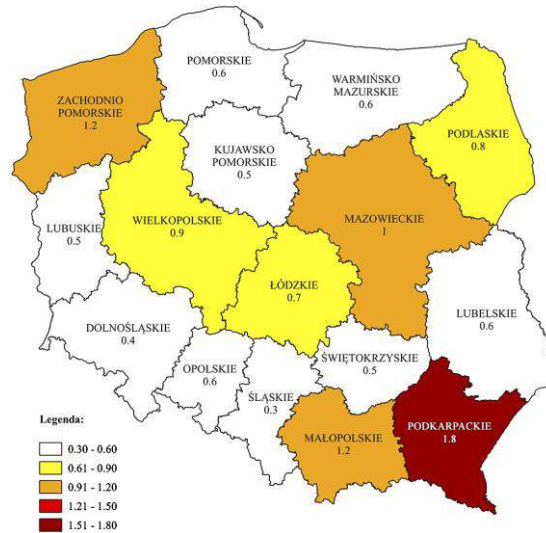 POMORSKIE
0.6
WARMIŃSKO
MAZURSKIE
0.6
ZACHODNIO
POMORSKIE
1.2
PODLASKIE
0.8
KUJAWSKO
POMORSKIE
0.5
LUBUSKIE
0.5
WIELKOPOLSKIE
0.9
MAZOWIECKIE
1
ŁÓDZKIE
0.7
LUBELSKIE
0.6
DOLNOŚLĄSKIE
0.4
OPOLSKIE
0.6
ŚLĄSKIE
0.3
ŚWIĘTOKRZYSKIE
0.5
MAŁOPOLSKIE
1.2
PODKARPACKIE
1.8
Legenda:
0.30 - 0.60
0.61 - 0.90
0.91 - 1.20
1.21 - 1.50
1.51 - 1.80